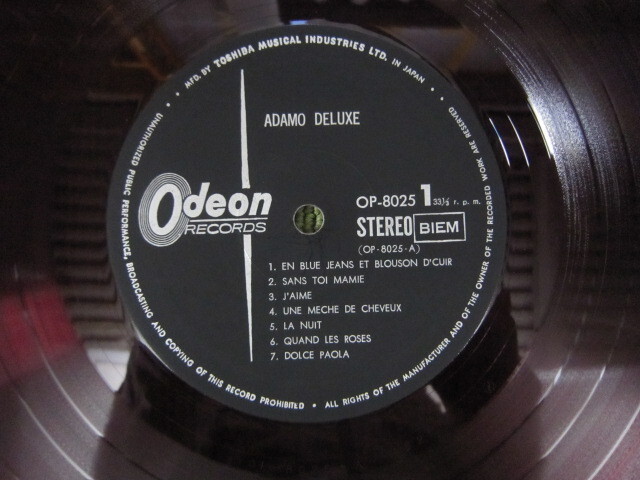 MFD. BY TOSHIBA MUSICAL INDUSTRIES LTD. IN JAPAN •
ADAMO DELUXE
Odeon
RECORDS
OP-8025 1 33⅓ r. p. m.
STEREO BIEM
(OP-8025-A)
1. EN BLUE JEANS ET BLOUSON D'CUIR
2. SANS TOI MAMIE
3. J'AIME
4. UNE MECHE DE CHEVEUX
5. LA NUIT
6. QUAND LES ROSES
7. DOLCE PAOLA
• UNAUTHORIZED PUBLIC PERFORMANCE, BROADCASTING AND COPYING OF THIS RECORD PROHIBITED • ALL RIGHTS OF THE MANUFACTURER AND OF THE OWNER OF THE RECORDED WORK ARE RESERVED